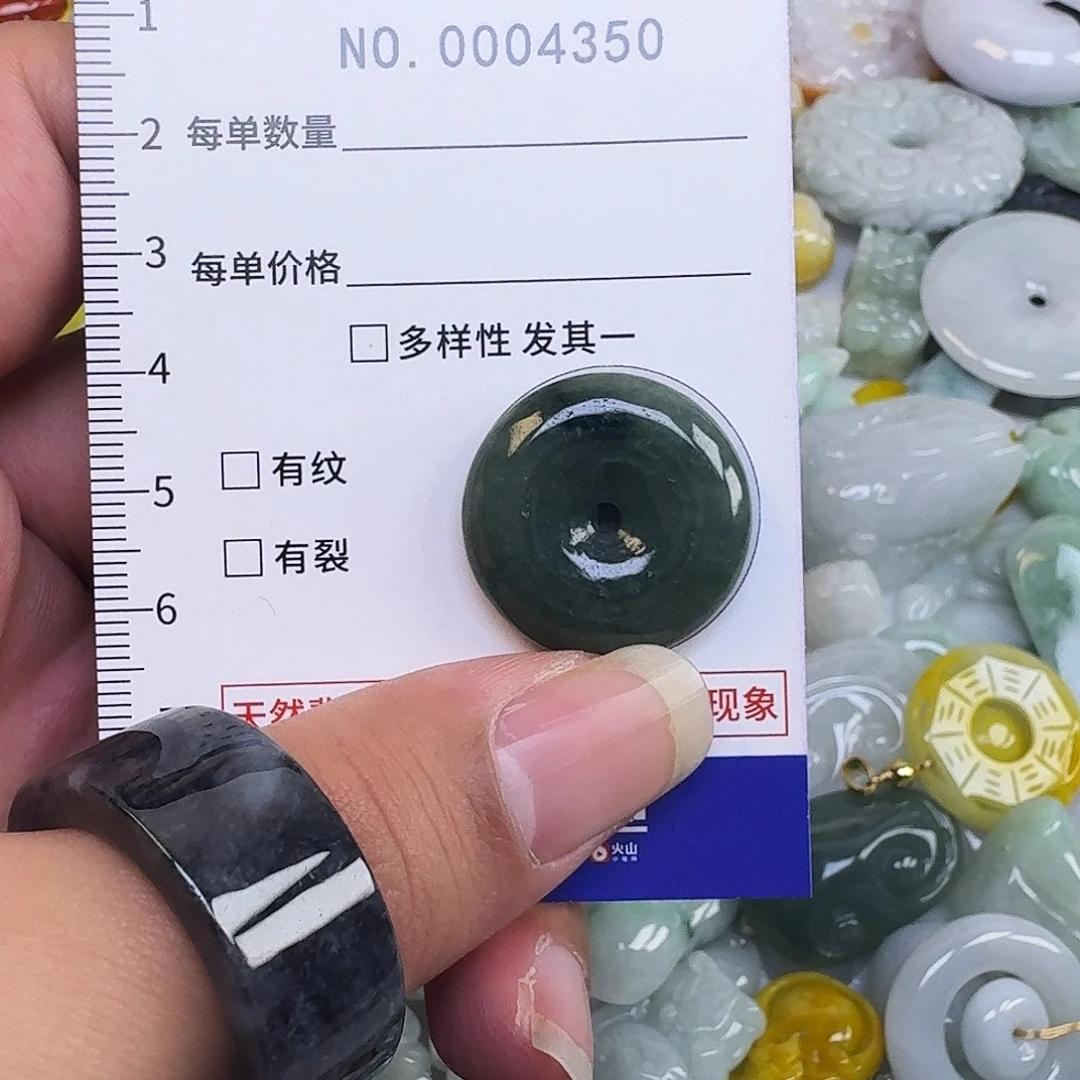 1
NO. 0004350
2
每单数量
3
每单价格
4
多样性 发其一
5
有纹
有裂
6
天然
现象
火山